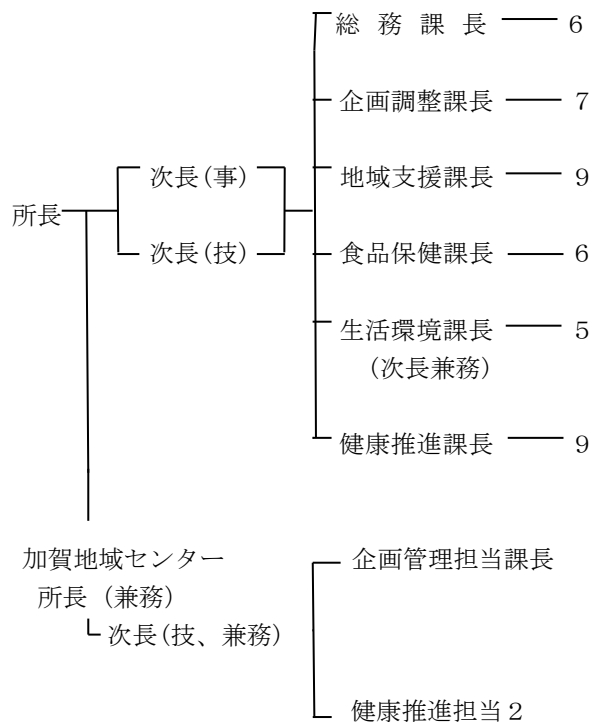 総務課長 6
企画調整課長 7
次長(事)
地域支援課長 9
所長
次長(技)
食品保健課長 6
生活環境課長 5
(次長兼務)
健康推進課長 9
加賀地域センター
企画管理担当課長
所長(兼務)
次長(技、兼務)
健康推進担当2